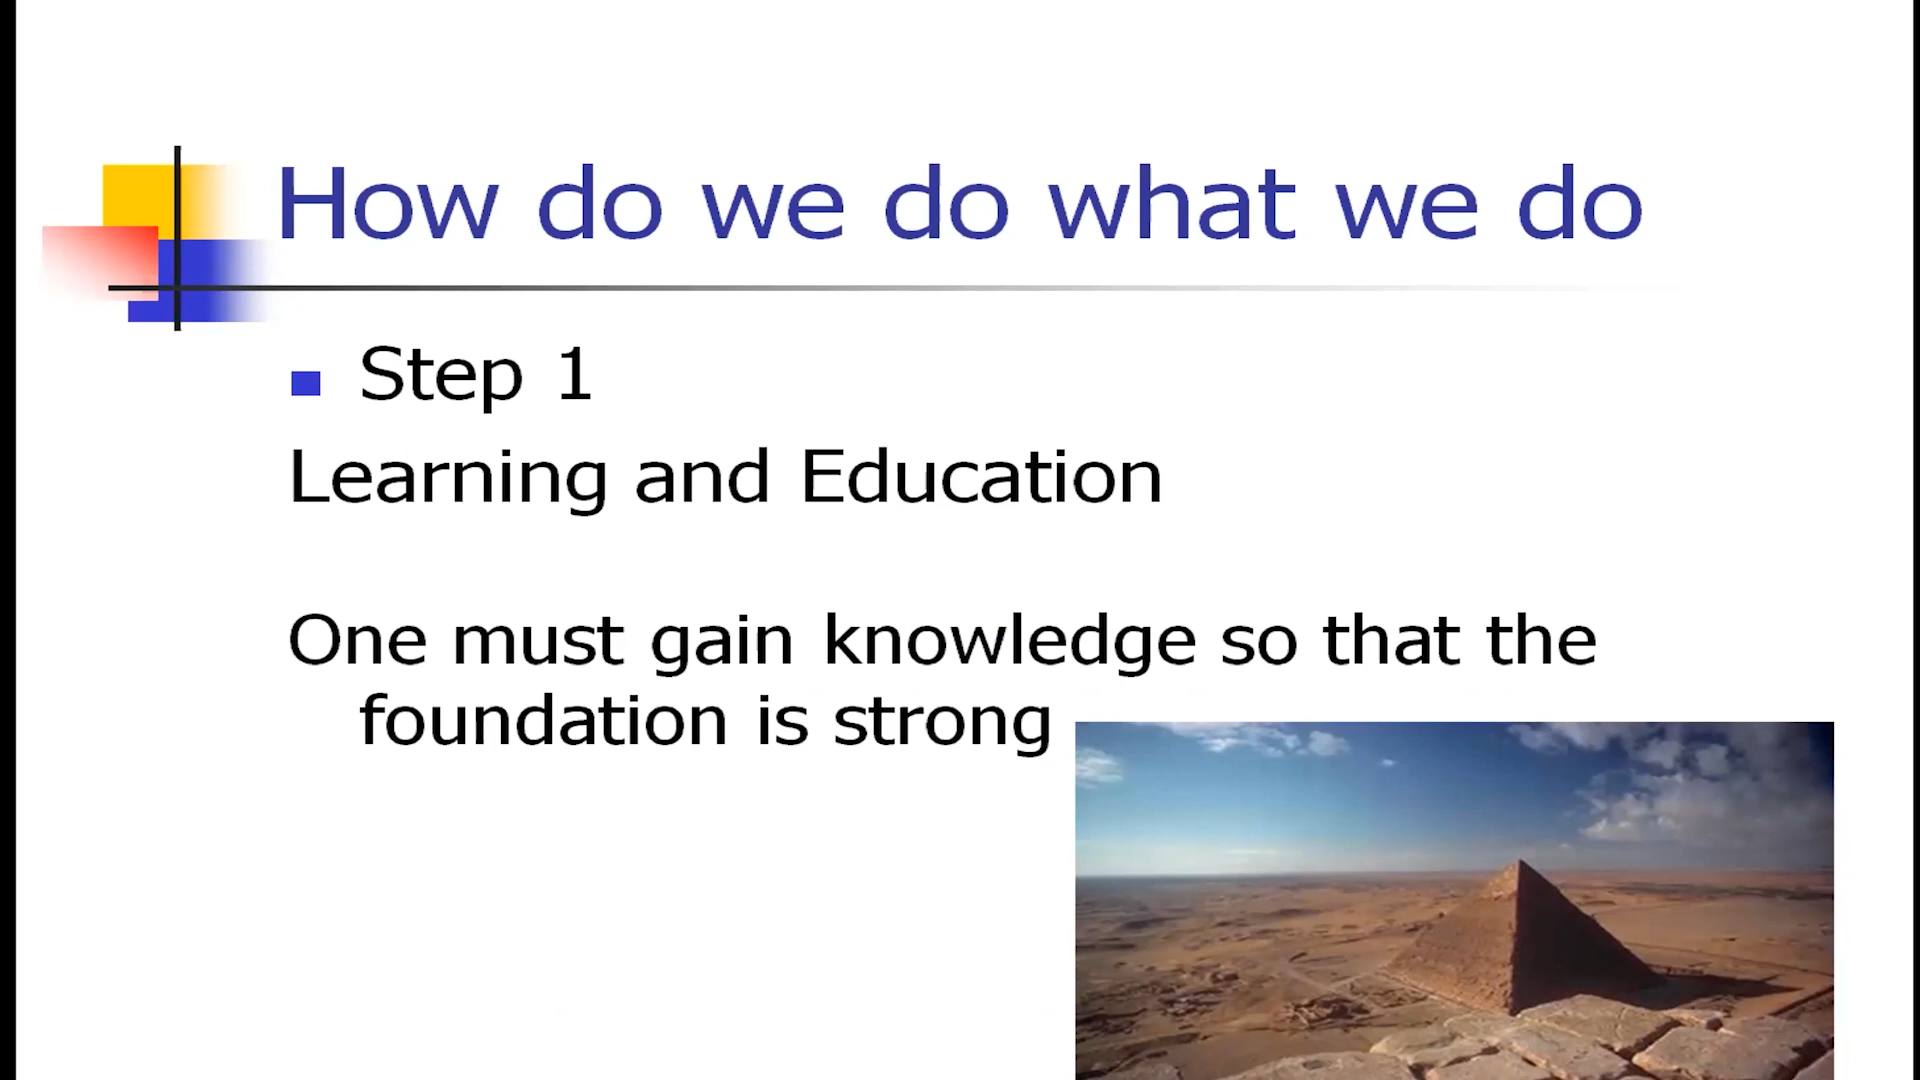 How do we do what we do
Step 1
Learning and Education
One must gain knowledge so that the
foundation is strong